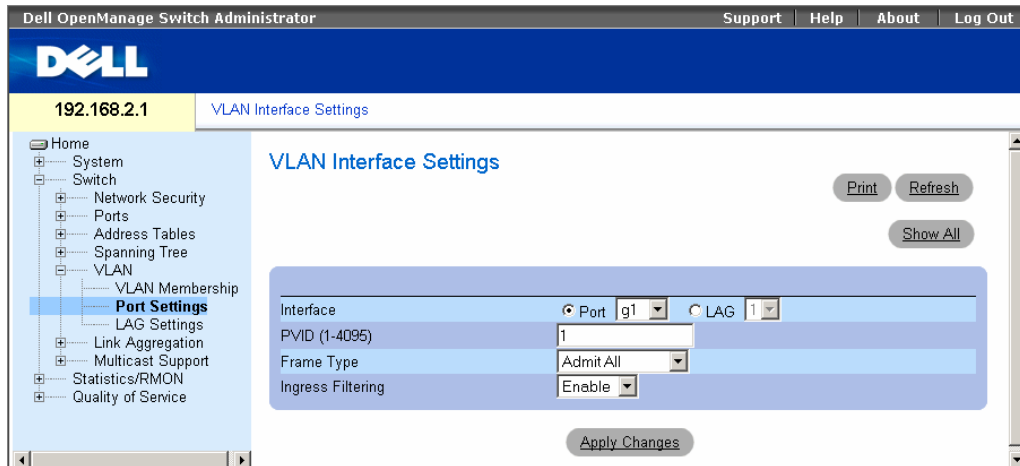 Dell OpenManage Switch Administrator
Support | Help | About | Log Out
DELL
192.168.2.1
VLAN Interface Settings
Home
System
Switch
Network Security
Ports
Address Tables
Spanning Tree
VLAN
VLAN Membership
Port Settings
LAG Settings
Link Aggregation
Multicast Support
Statistics/RMON
Quality of Service
VLAN Interface Settings
Print
Refresh
Show All
Interface Port g1 LAG 1
PVID (1-4095) 1
Frame Type Admit All
Ingress Filtering Enable
Apply Changes